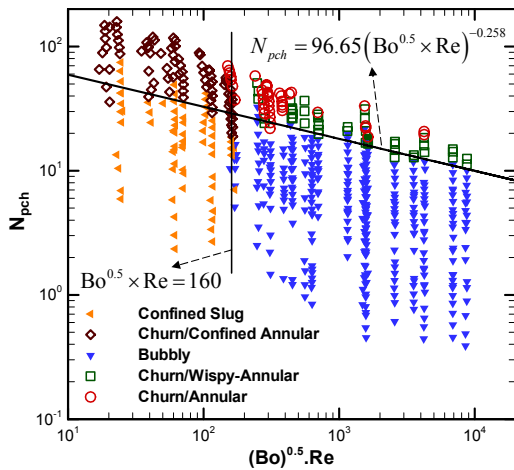 N_pch = 96.65(Bo^0.5 × Re)^-0.258
10^2
10^1
10^0
10^-1
N_pch
Bo^0.5 × Re = 160
Confined Slug
Churn/Confined Annular
Bubbly
Churn/Wispy-Annular
Churn/Annular
10^1
10^2
10^3
10^4
(Bo)^0.5.Re